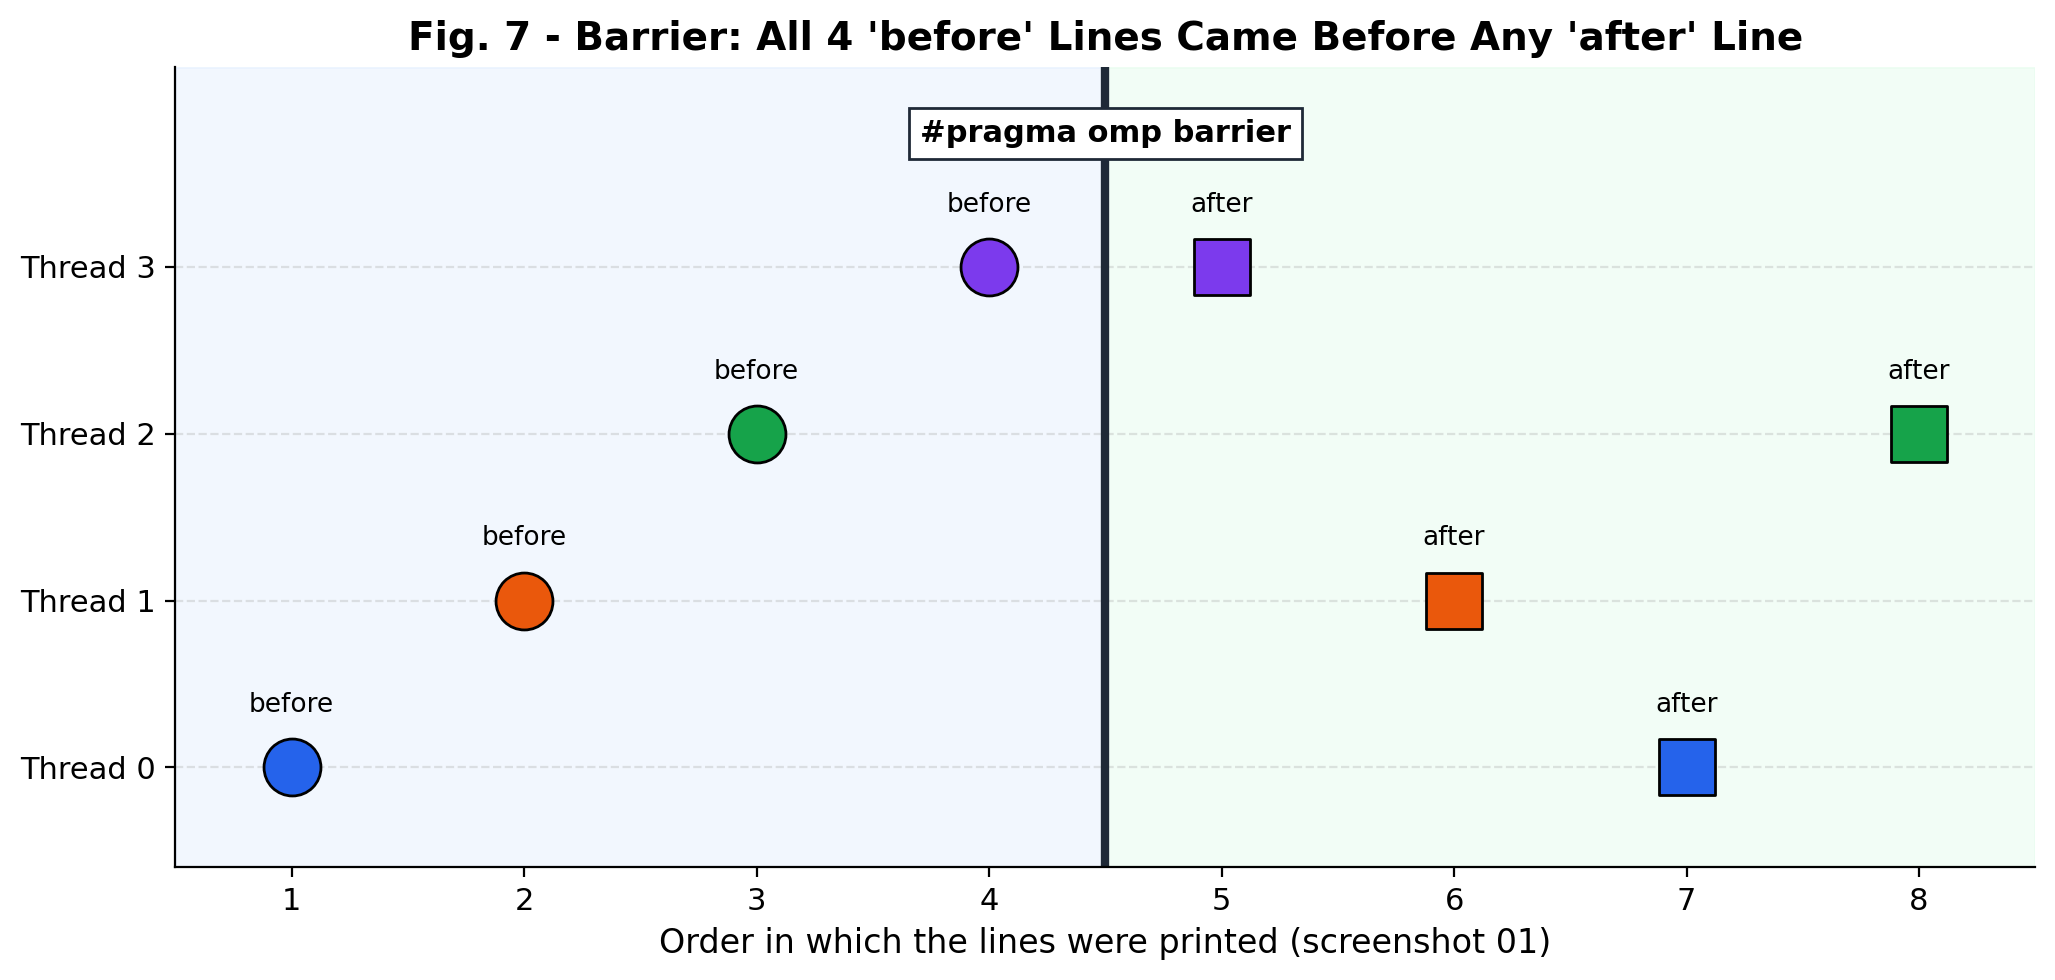 Fig. 7 - Barrier: All 4 'before' Lines Came Before Any 'after' Line
#pragma omp barrier
before
after
Thread 3
before
after
Thread 2
before
after
Thread 1
before
after
Thread 0
1 2 3 4 5 6 7 8
Order in which the lines were printed (screenshot 01)